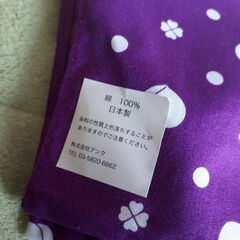 綿 100%
日本製
染料の性質上色落ちすることが
ありますのでご注意ください。
株式会社アンク
TEL.03-5820-8862